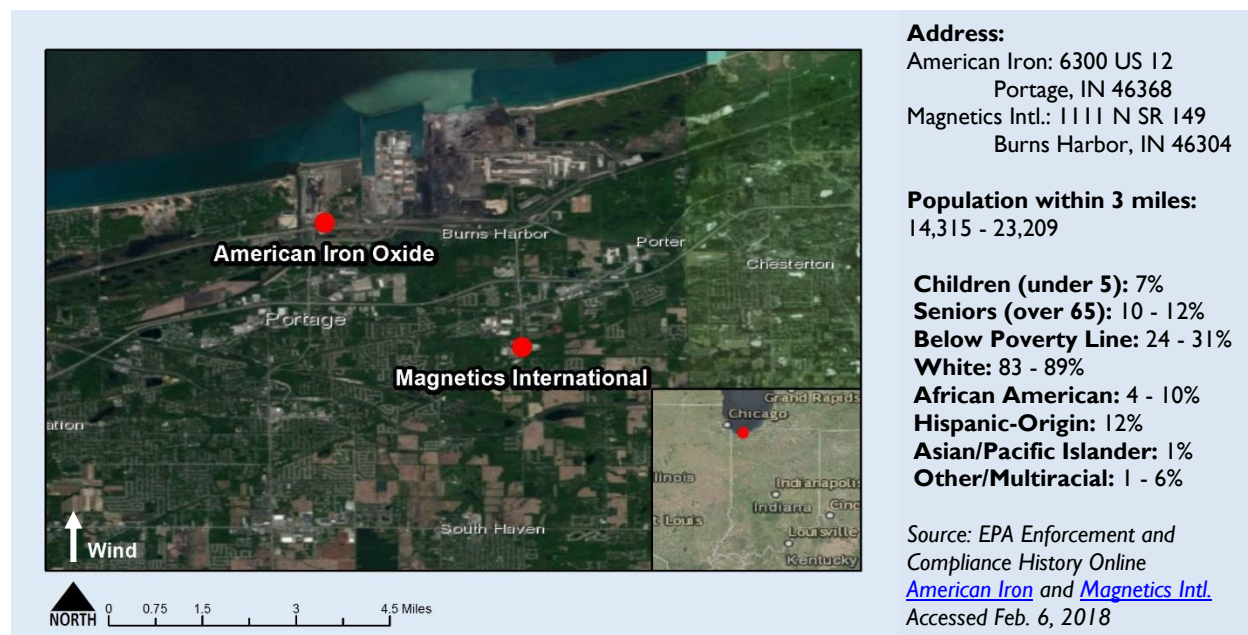 American Iron Oxide
Burns Harbor
Porter
Chesterton
Portage
Magnetics International
ation
South Haven
Wind
Grand Rapids
Chicago
llinois
Indianapolis
Indiana
Cinc
t Louis
Louisville
Kentucky
NORTH
0 0.75 1.5 3 4.5 Miles
Address:
American Iron: 6300 US 12
Portage, IN 46368
Magnetics Intl.: 1111 N SR 149
Burns Harbor, IN 46304
Population within 3 miles:
14,315 - 23,209
Children (under 5): 7%
Seniors (over 65): 10 - 12%
Below Poverty Line: 24 - 31%
White: 83 - 89%
African American: 4 - 10%
Hispanic-Origin: 12%
Asian/Pacific Islander: 1%
Other/Multiracial: 1 - 6%
Source: EPA Enforcement and
Compliance History Online
American Iron and Magnetics Intl.
Accessed Feb. 6, 2018